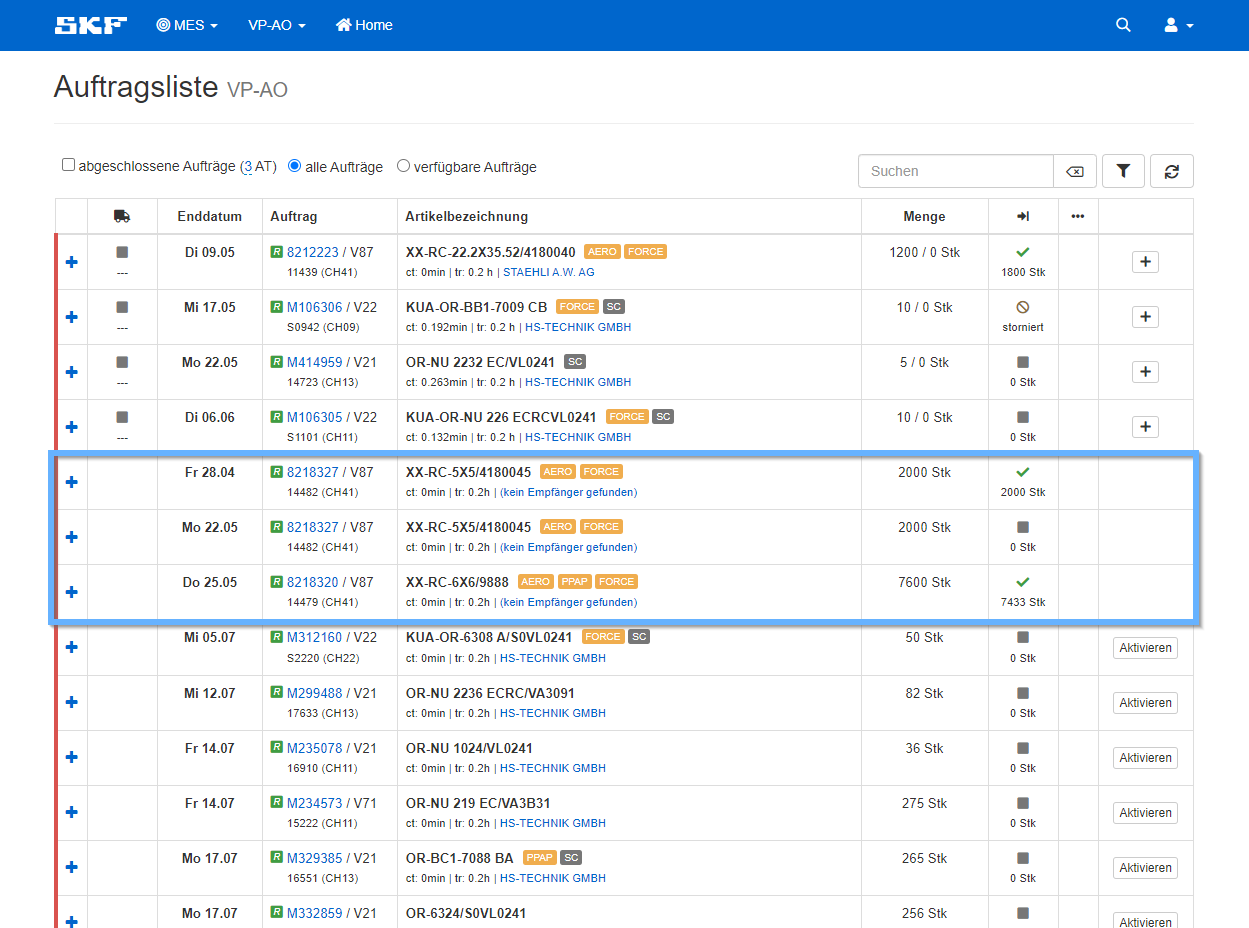 SKF MES VP-AO Home
Auftragsliste VP-AO
abgeschlossene Aufträge (3 AT) alle Aufträge verfügbare Aufträge Suchen
Enddatum Auftrag Artikelbezeichnung Menge
Di 09.05 R 8212223 / V87 XX-RC-22.2X35.52/4180040 AERO FORCE 1200 / 0 Stk
--- 11439 (CH41) ct: 0min | tr: 0.2 h | STAEHLI A.W. AG 1800 Stk
Mi 17.05 R M106306 / V22 KUA-OR-BB1-7009 CB FORCE SC 10 / 0 Stk
--- S0942 (CH09) ct: 0.192min | tr: 0.2 h | HS-TECHNIK GMBH storniert
Mo 22.05 R M414959 / V21 OR-NU 2232 EC/VL0241 SC 5 / 0 Stk
--- 14723 (CH13) ct: 0.263min | tr: 0.2 h | HS-TECHNIK GMBH 0 Stk
Di 06.06 R M106305 / V22 KUA-OR-NU 226 ECRCVL0241 FORCE SC 10 / 0 Stk
--- S1101 (CH11) ct: 0.132min | tr: 0.2 h | HS-TECHNIK GMBH 0 Stk
Fr 28.04 R 8218327 / V87 XX-RC-5X5/4180045 AERO FORCE 2000 Stk
14482 (CH41) ct: 0min | tr: 0.2h | (kein Empfänger gefunden) 2000 Stk
Mo 22.05 R 8218327 / V87 XX-RC-5X5/4180045 AERO FORCE 2000 Stk
14482 (CH41) ct: 0min | tr: 0.2h | (kein Empfänger gefunden) 0 Stk
Do 25.05 R 8218320 / V87 XX-RC-6X6/9888 AERO PPAP FORCE 7600 Stk
14479 (CH41) ct: 0min | tr: 0.2h | (kein Empfänger gefunden) 7433 Stk
Mi 05.07 R M312160 / V22 KUA-OR-6308 A/S0VL0241 FORCE SC 50 Stk
S2220 (CH22) ct: 0min | tr: 0.2h | HS-TECHNIK GMBH 0 Stk Aktivieren
Mi 12.07 R M299488 / V21 OR-NU 2236 ECRC/VA3091 82 Stk
17633 (CH13) ct: 0min | tr: 0.2h | HS-TECHNIK GMBH 0 Stk Aktivieren
Fr 14.07 R M235078 / V21 OR-NU 1024/VL0241 36 Stk
16910 (CH11) ct: 0min | tr: 0.2h | HS-TECHNIK GMBH 0 Stk Aktivieren
Fr 14.07 R M234573 / V71 OR-NU 219 EC/VA3B31 275 Stk
15222 (CH11) ct: 0min | tr: 0.2h | HS-TECHNIK GMBH 0 Stk Aktivieren
Mo 17.07 R M329385 / V21 OR-BC1-7088 BA PPAP SC 265 Stk
16551 (CH13) ct: 0min | tr: 0.2h | HS-TECHNIK GMBH 0 Stk Aktivieren
Mo 17.07 R M332859 / V21 OR-6324/S0VL0241 256 Stk
Aktivieren